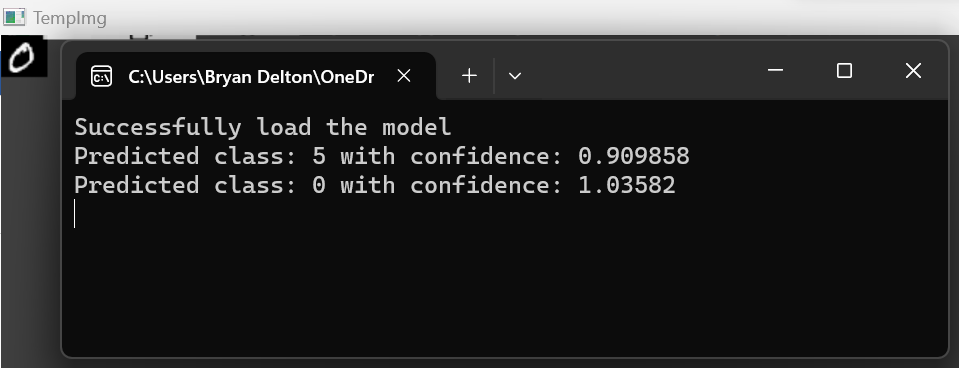 TempImg
0
C:\Users\Bryan Delton\OneDr
Successfully load the model
Predicted class: 5 with confidence: 0.909858
Predicted class: 0 with confidence: 1.03582